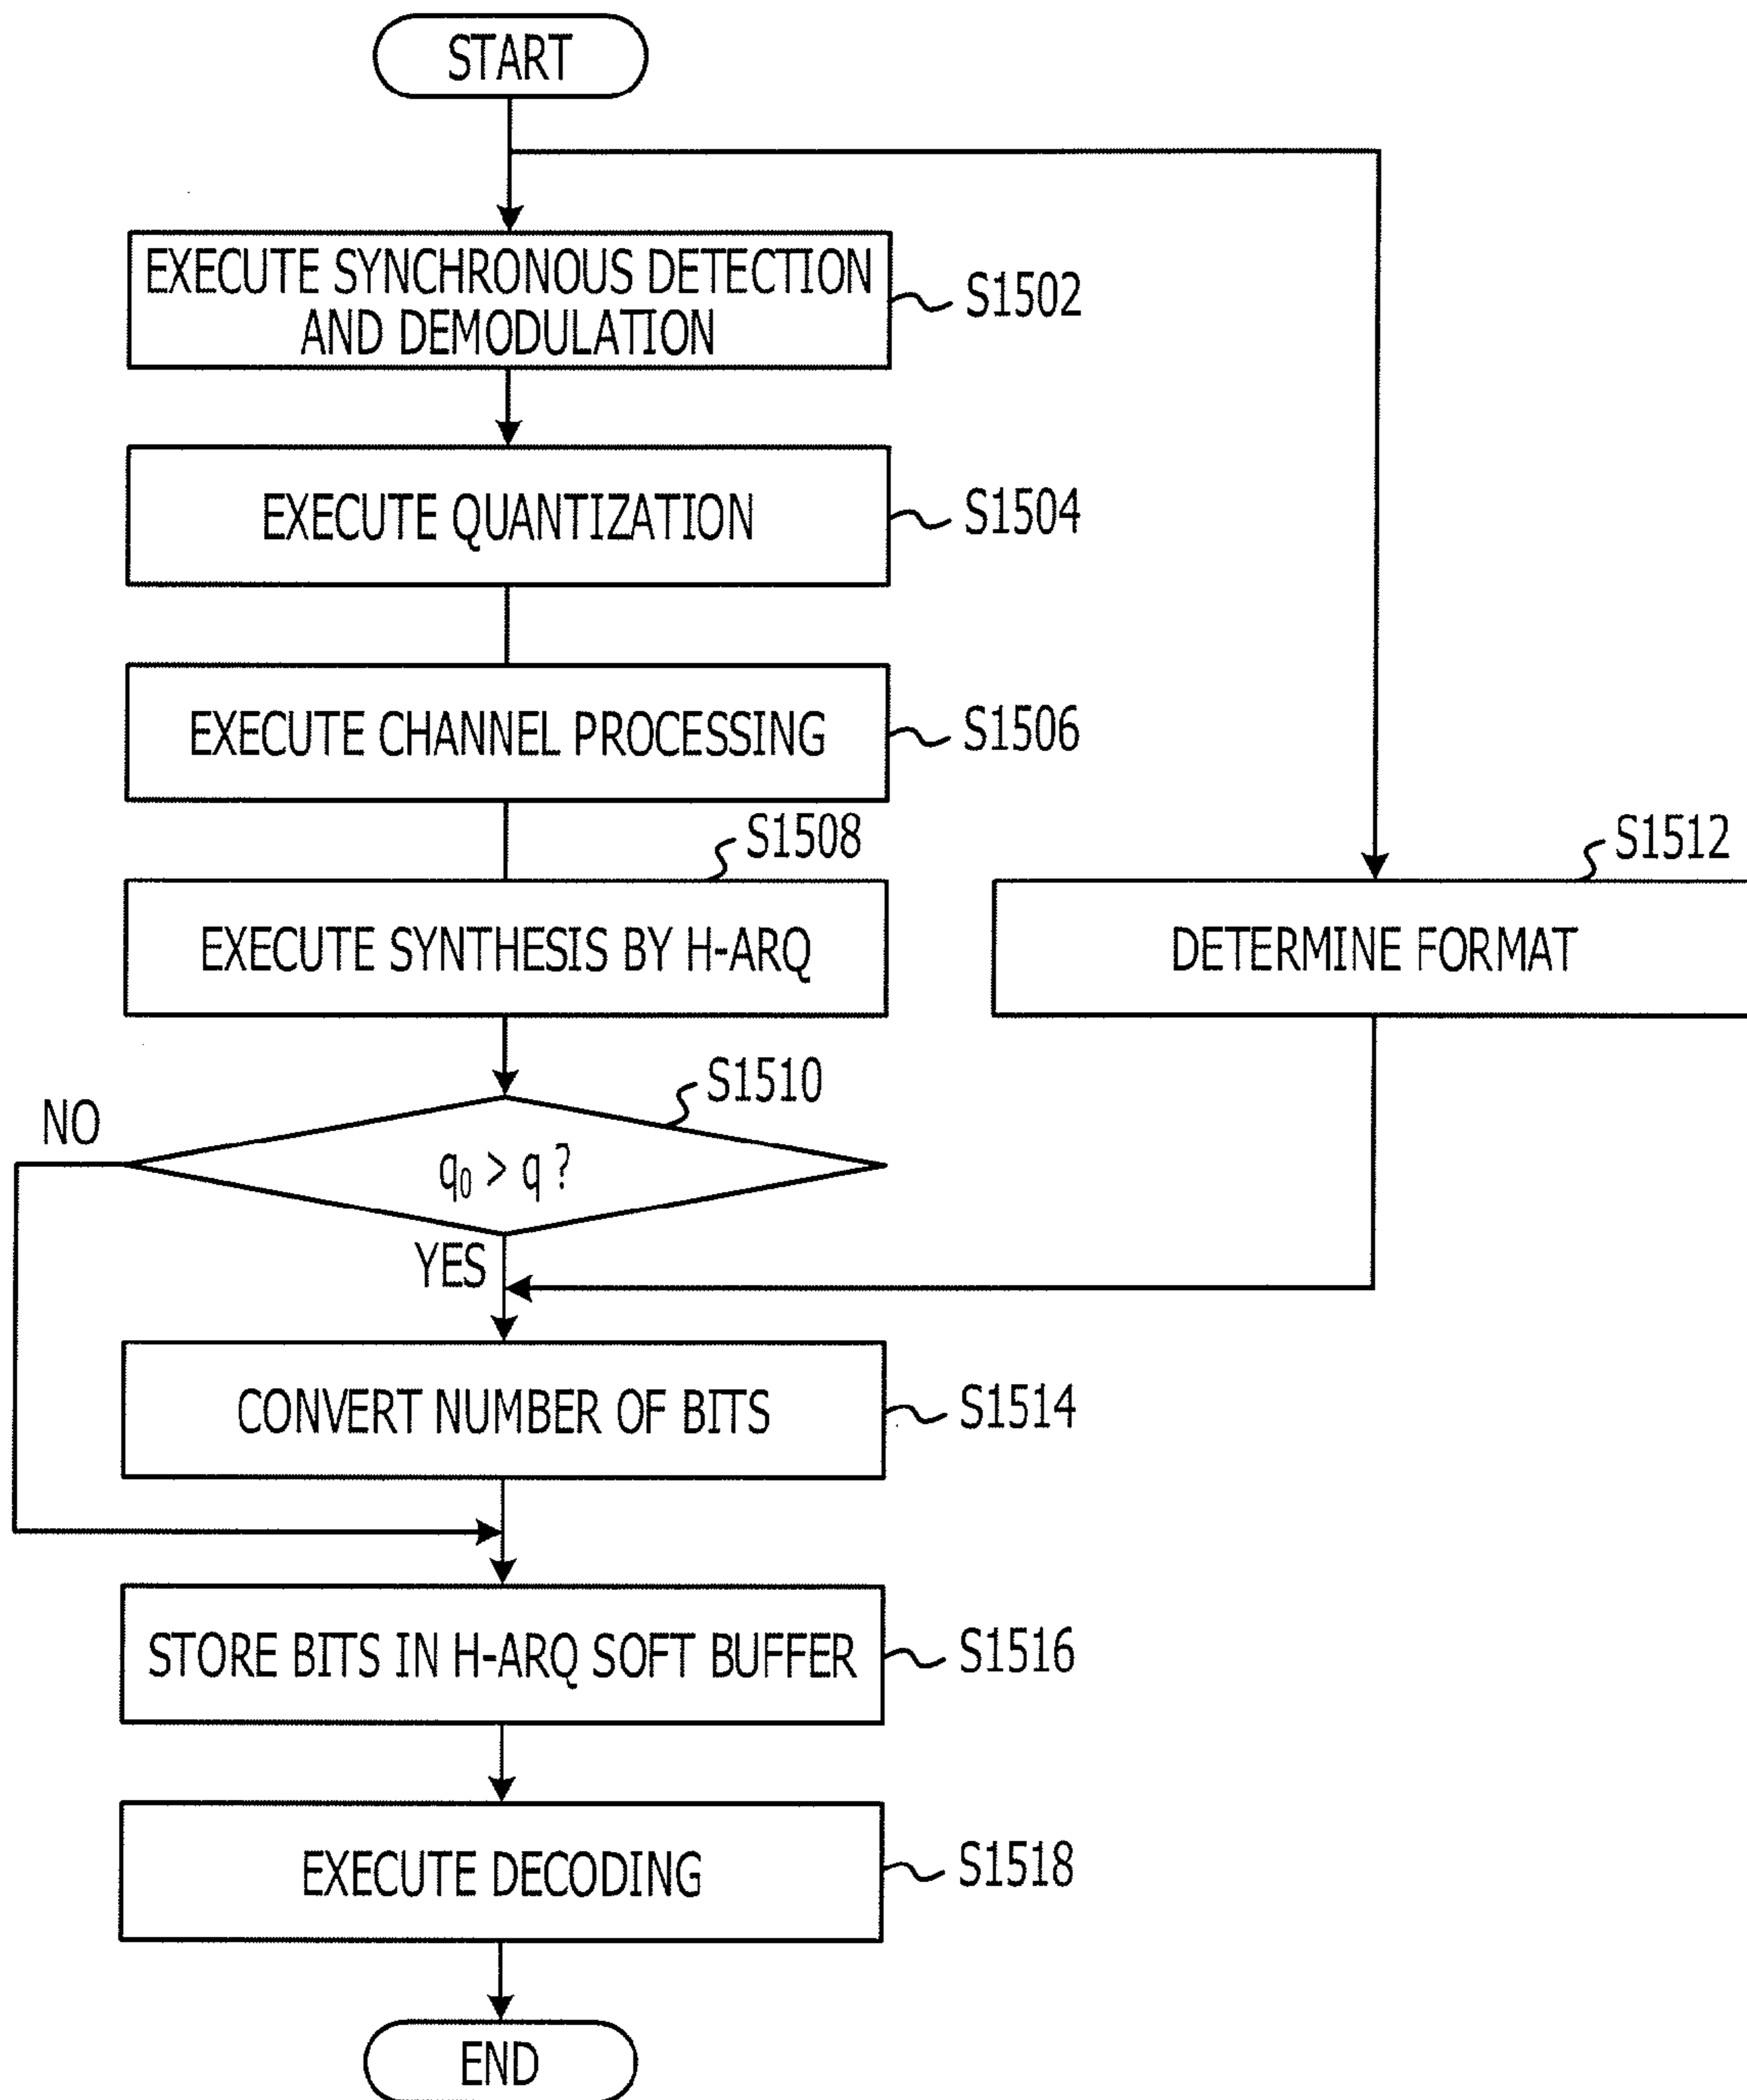 START
EXECUTE SYNCHRONOUS DETECTION
AND DEMODULATION
S1502
EXECUTE QUANTIZATION
S1504
EXECUTE CHANNEL PROCESSING
S1506
S1508
EXECUTE SYNTHESIS BY H-ARQ
S1512
DETERMINE FORMAT
S1510
NO
q₀ > q ?
YES
CONVERT NUMBER OF BITS
S1514
STORE BITS IN H-ARQ SOFT BUFFER
S1516
EXECUTE DECODING
S1518
END